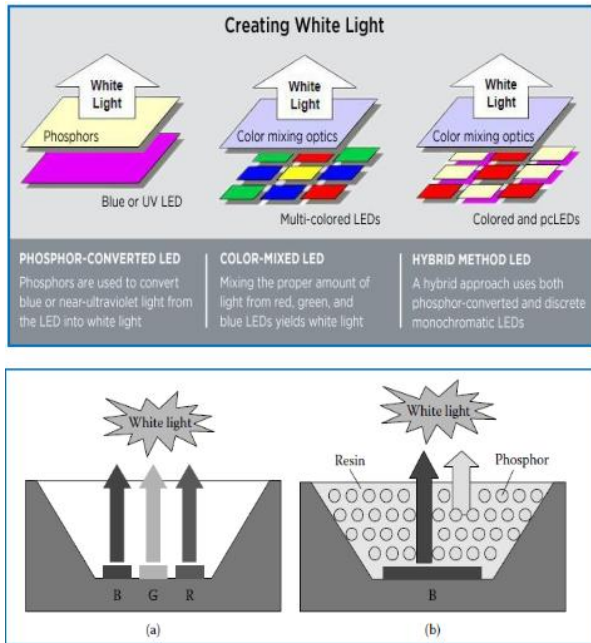 Creating White Light
White
Light
Phosphors
Blue or UV LED
White
Light
Color mixing optics
Multi-colored LEDs
White
Light
Color mixing optics
Colored and pcLEDs
PHOSPHOR-CONVERTED LED
Phosphors are used to convert
blue or near-ultraviolet light from
the LED into white light
COLOR-MIXED LED
Mixing the proper amount of
light from red, green, and
blue LEDs yields white light
HYBRID METHOD LED
A hybrid approach uses both
phosphor-converted and discrete
monochromatic LEDs
White light
B G R
(a)
White light
Resin
Phosphor
B
(b)